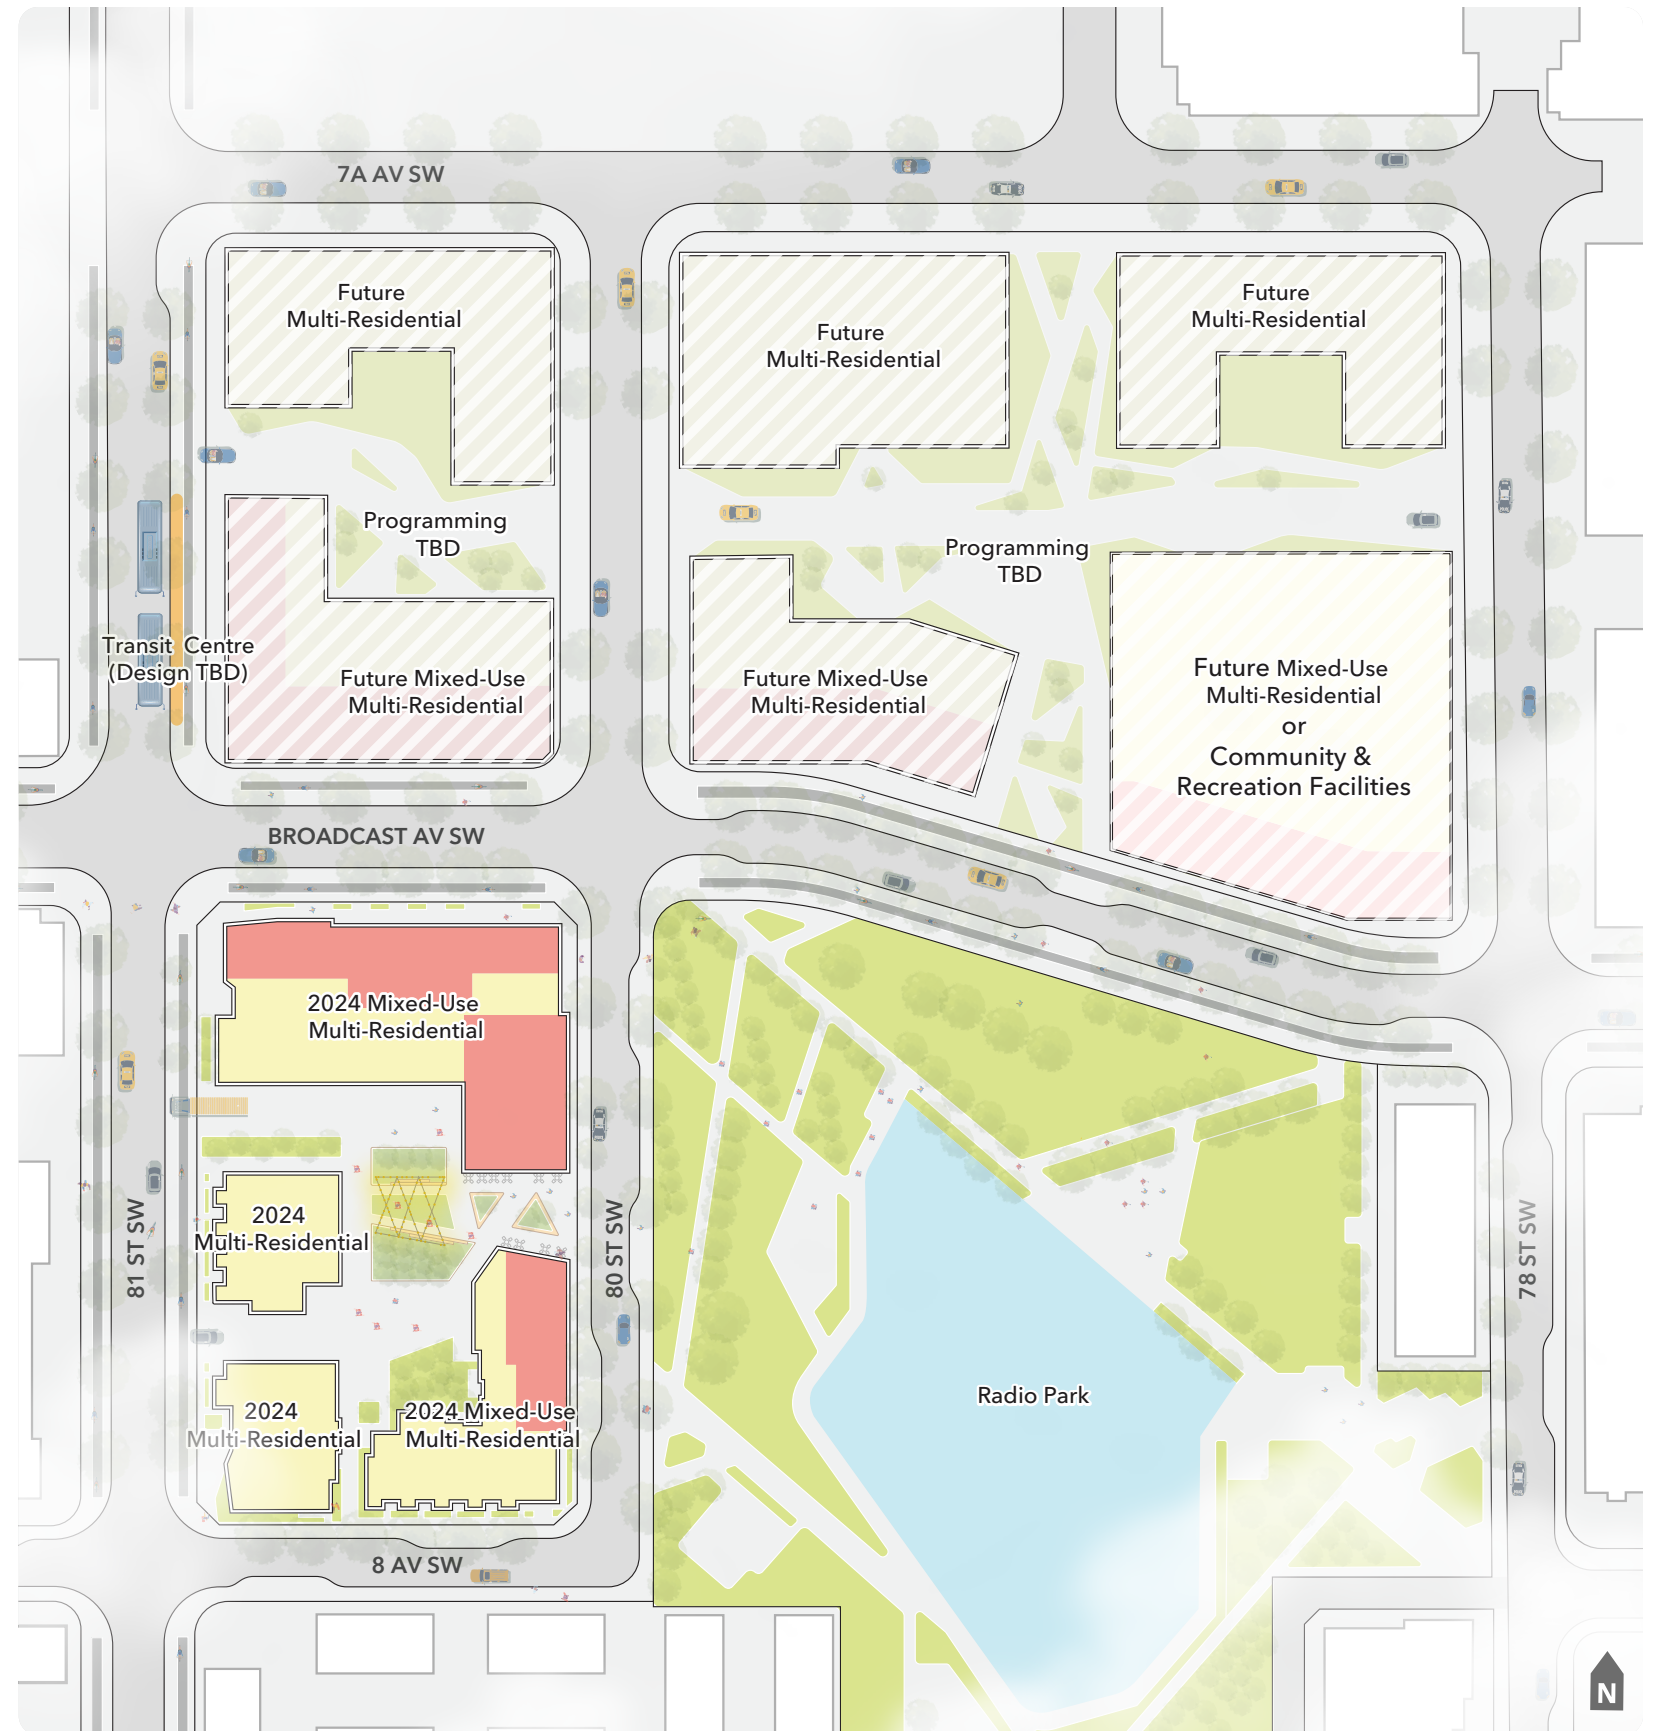 7A AV SW
Future
Multi-Residential
Future
Multi-Residential
Future
Multi-Residential
Programming
TBD
Programming
TBD
Transit Centre
(Design TBD)
Future Mixed-Use
Multi-Residential
Future Mixed-Use
Multi-Residential
Future Mixed-Use
Multi-Residential
or
Community &
Recreation Facilities
BROADCAST AV SW
2024 Mixed-Use
Multi-Residential
81 ST SW
2024
Multi-Residential
80 ST SW
78 ST SW
Radio Park
2024
Multi-Residential
2024 Mixed-Use
Multi-Residential
8 AV SW
N